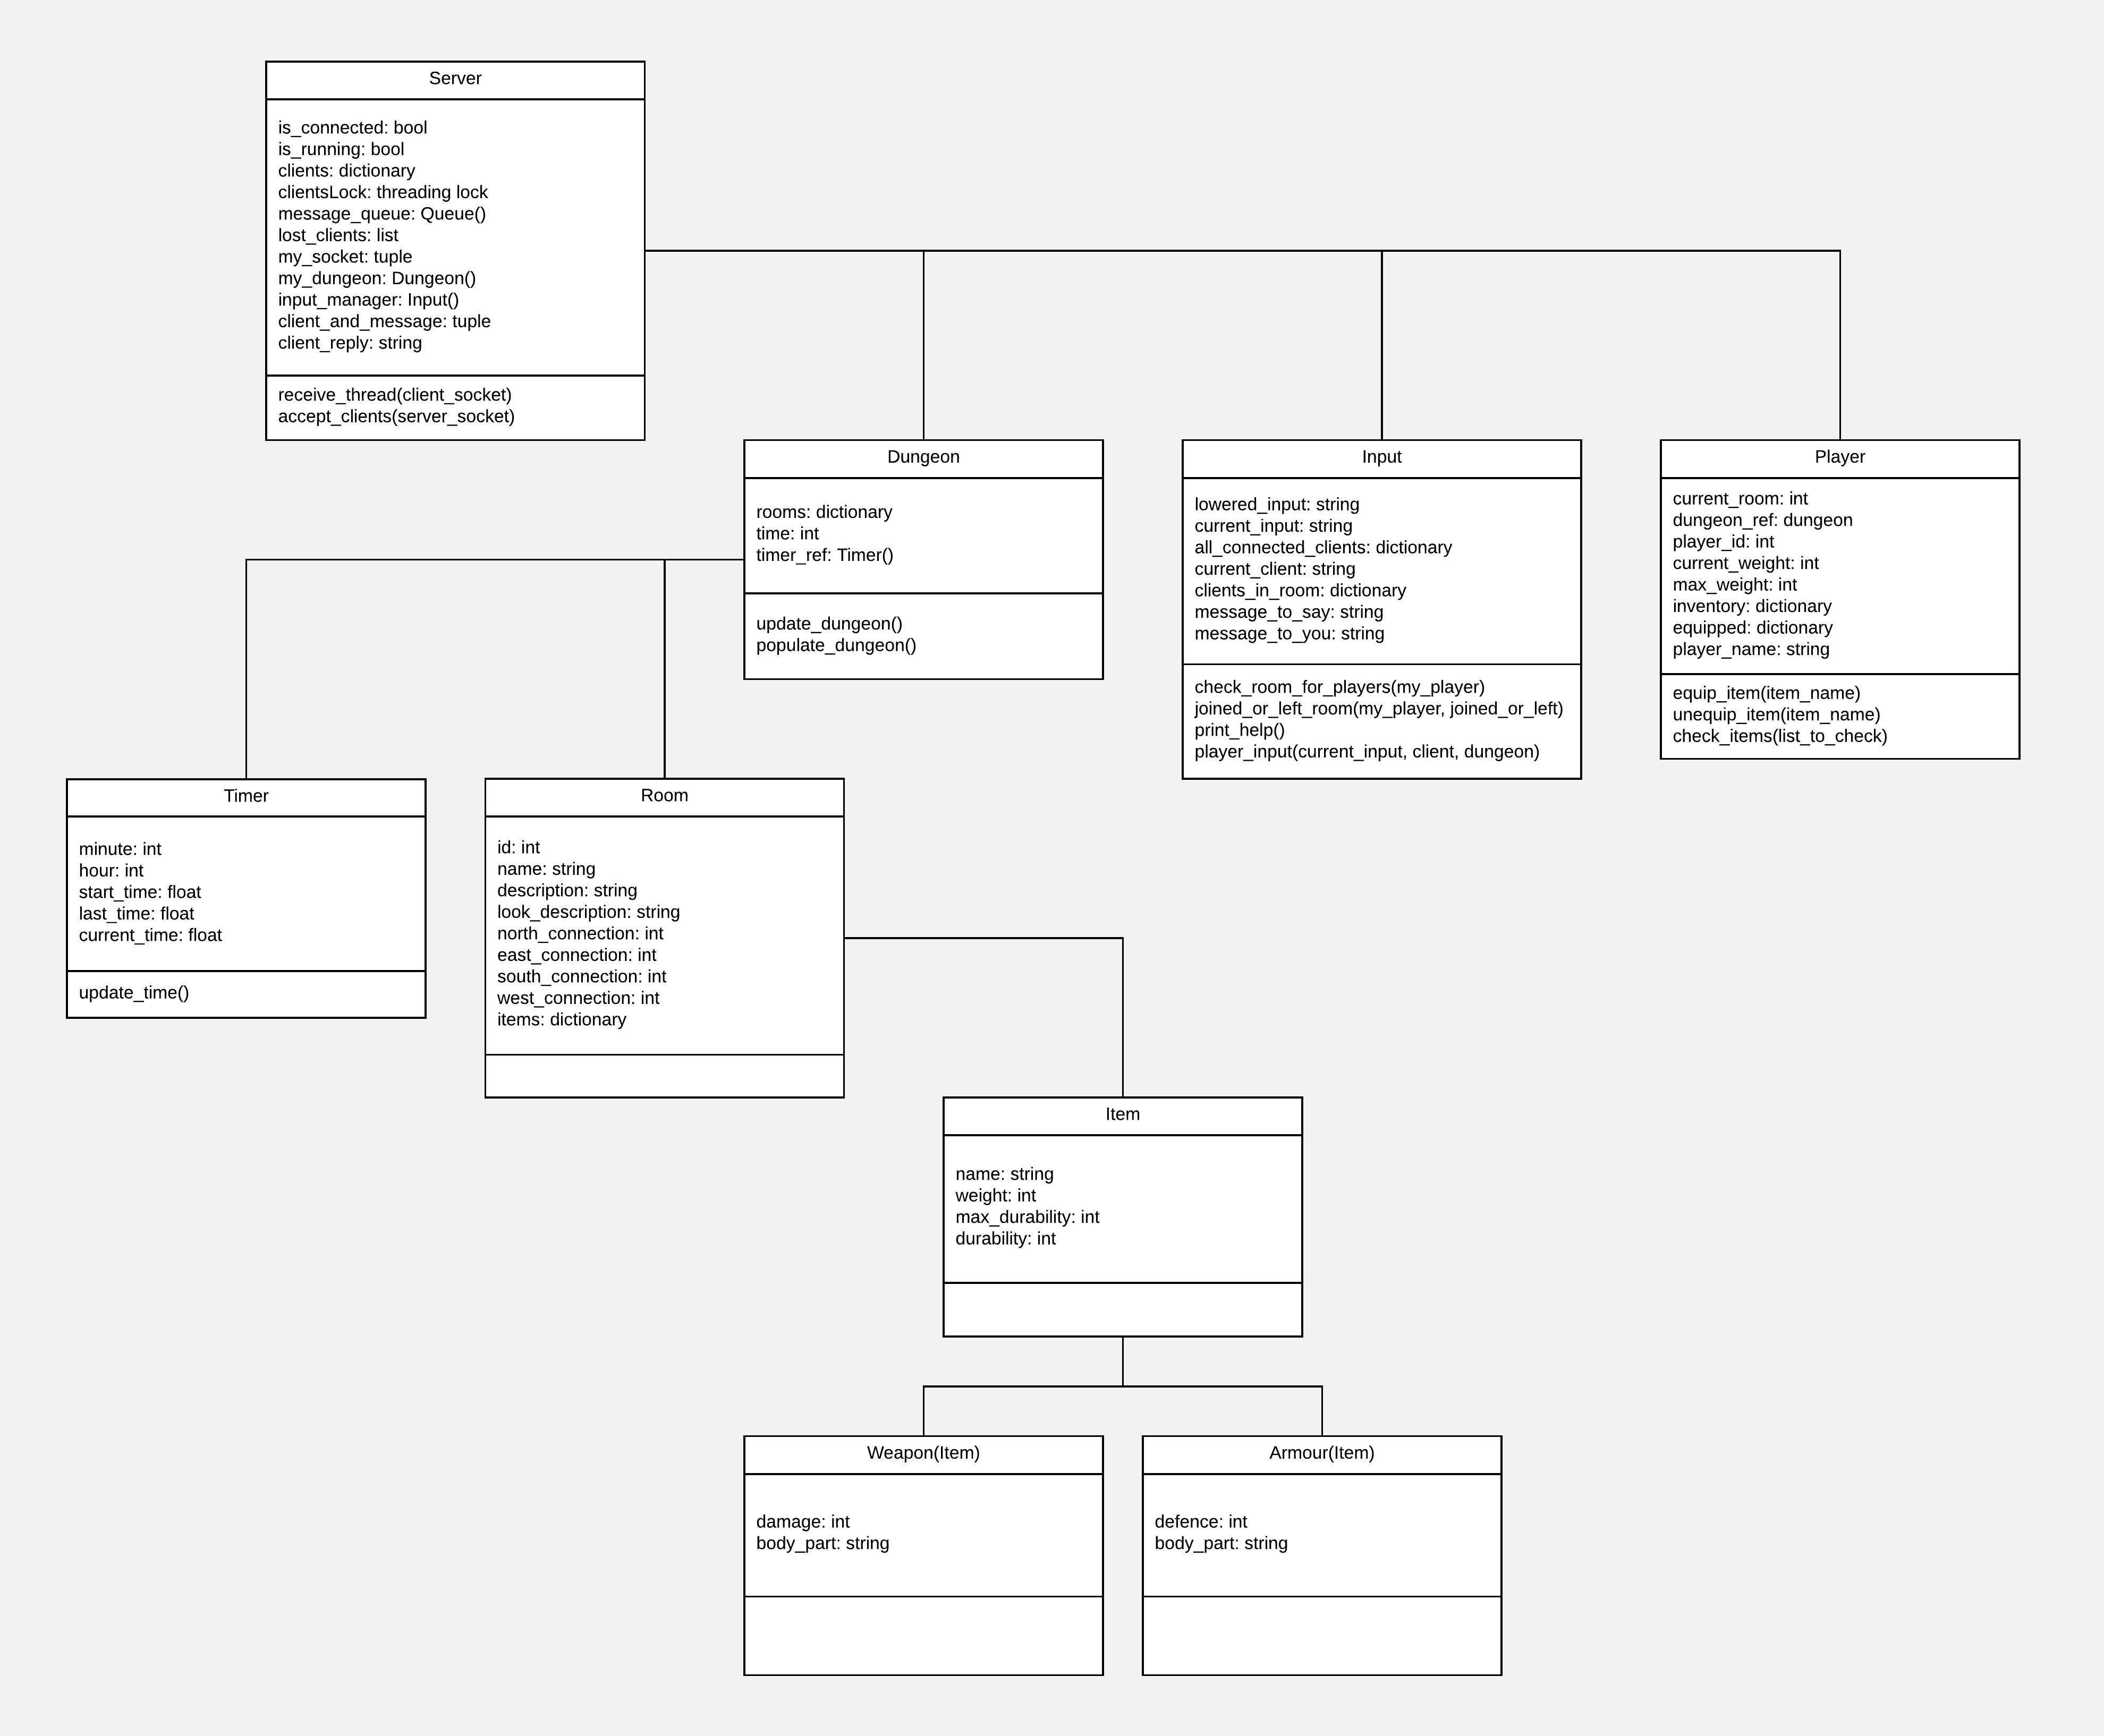 Server
is_connected: bool
is_running: bool
clients: dictionary
clientsLock: threading lock
message_queue: Queue()
lost_clients: list
my_socket: tuple
my_dungeon: Dungeon()
input_manager: Input()
client_and_message: tuple
client_reply: string
receive_thread(client_socket)
accept_clients(server_socket)
Dungeon
rooms: dictionary
time: int
timer_ref: Timer()
update_dungeon()
populate_dungeon()
Input
lowered_input: string
current_input: string
all_connected_clients: dictionary
current_client: string
clients_in_room: dictionary
message_to_say: string
message_to_you: string
check_room_for_players(my_player)
joined_or_left_room(my_player, joined_or_left)
print_help()
player_input(current_input, client, dungeon)
Player
current_room: int
dungeon_ref: dungeon
player_id: int
current_weight: int
max_weight: int
inventory: dictionary
equipped: dictionary
player_name: string
equip_item(item_name)
unequip_item(item_name)
check_items(list_to_check)
Timer
minute: int
hour: int
start_time: float
last_time: float
current_time: float
update_time()
Room
id: int
name: string
description: string
look_description: string
north_connection: int
east_connection: int
south_connection: int
west_connection: int
items: dictionary
Item
name: string
weight: int
max_durability: int
durability: int
Weapon(Item)
damage: int
body_part: string
Armour(Item)
defence: int
body_part: string